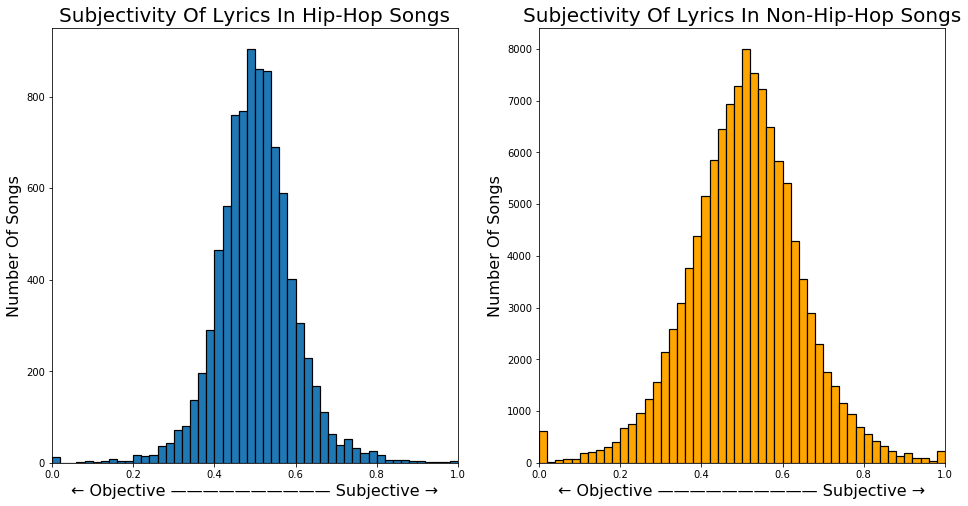 Subjectivity Of Lyrics In Hip-Hop Songs
Number Of Songs
800
600
400
200
0
0.0 0.2 0.4 0.6 0.8 1.0
← Objective —————————— Subjective →
Subjectivity Of Lyrics In Non-Hip-Hop Songs
Number Of Songs
8000
7000
6000
5000
4000
3000
2000
1000
0
0.0 0.2 0.4 0.6 0.8 1.0
← Objective —————————— Subjective →